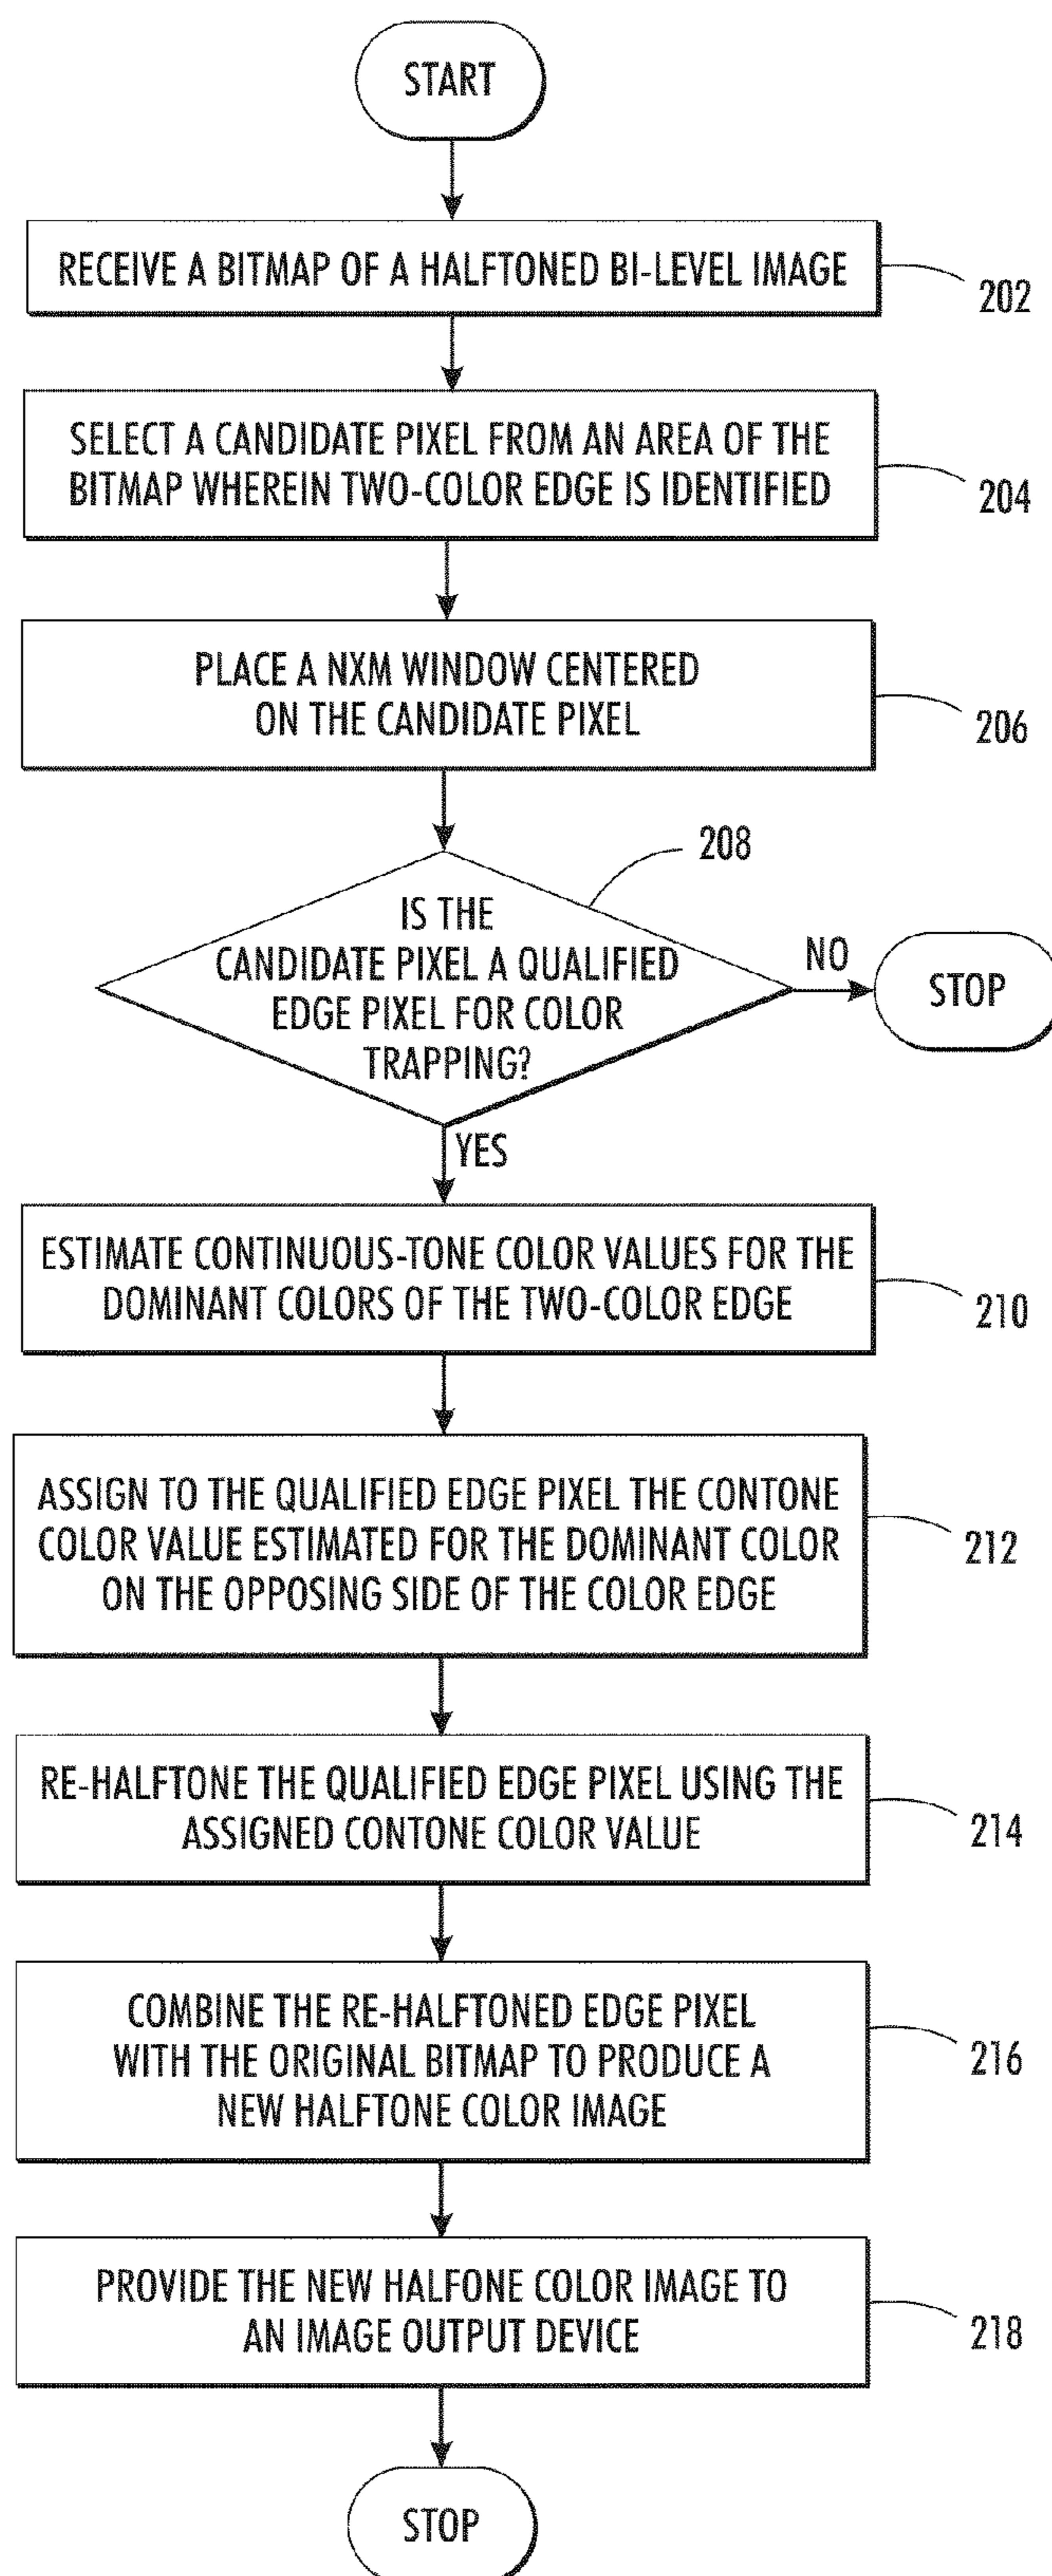 START
RECEIVE A BITMAP OF A HALFTONED BI-LEVEL IMAGE
202
SELECT A CANDIDATE PIXEL FROM AN AREA OF THE
BITMAP WHEREIN TWO-COLOR EDGE IS IDENTIFIED
204
PLACE A NXM WINDOW CENTERED
ON THE CANDIDATE PIXEL
206
208
IS THE
CANDIDATE PIXEL A QUALIFIED
EDGE PIXEL FOR COLOR
TRAPPING?
NO
STOP
YES
ESTIMATE CONTINUOUS-TONE COLOR VALUES FOR THE
DOMINANT COLORS OF THE TWO-COLOR EDGE
210
ASSIGN TO THE QUALIFIED EDGE PIXEL THE CONTONE
COLOR VALUE ESTIMATED FOR THE DOMINANT COLOR
ON THE OPPOSING SIDE OF THE COLOR EDGE
212
RE-HALFTONE THE QUALIFIED EDGE PIXEL USING THE
ASSIGNED CONTONE COLOR VALUE
214
COMBINE THE RE-HALFTONED EDGE PIXEL
WITH THE ORIGINAL BITMAP TO PRODUCE A
NEW HALFTONE COLOR IMAGE
216
PROVIDE THE NEW HALFONE COLOR IMAGE TO
AN IMAGE OUTPUT DEVICE
218
STOP